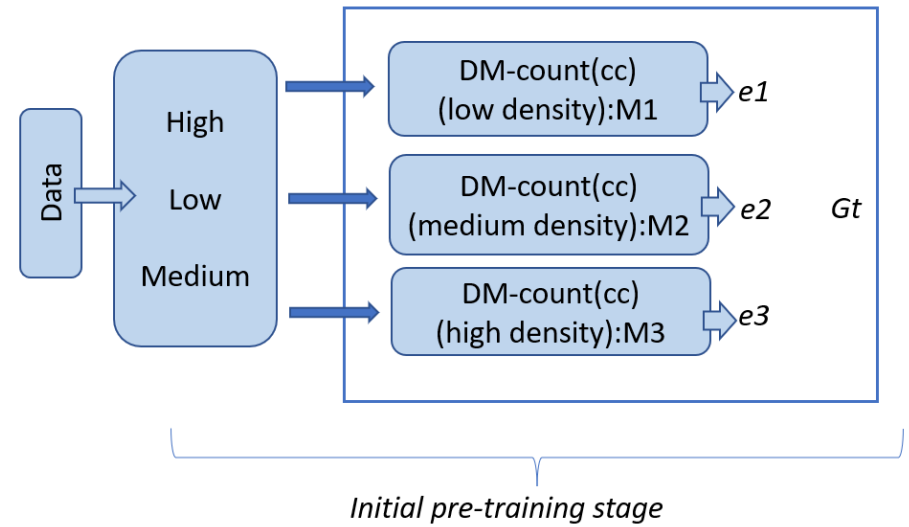 Data
High
Low
Medium
DM-count(cc)
(low density):M1
e1
DM-count(cc)
(medium density):M2
e2
DM-count(cc)
(high density):M3
e3
Gt
Initial pre-training stage